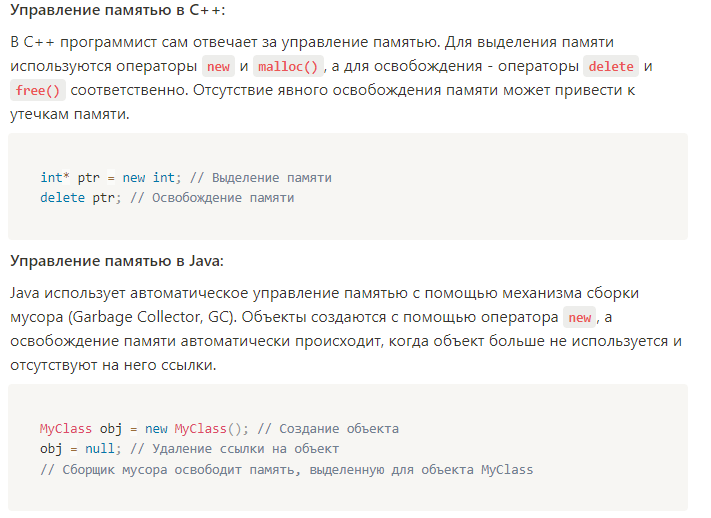 Управление памятью в C++:
В C++ программист сам отвечает за управление памятью. Для выделения памяти
используются операторы new и malloc(), а для освобождения - операторы delete и
free() соответственно. Отсутствие явного освобождения памяти может привести к
утечкам памяти.
int* ptr = new int; // Выделение памяти
delete ptr; // Освобождение памяти
Управление памятью в Java:
Java использует автоматическое управление памятью с помощью механизма сборки
мусора (Garbage Collector, GC). Объекты создаются с помощью оператора new, а
освобождение памяти автоматически происходит, когда объект больше не используется и
отсутствуют на него ссылки.
MyClass obj = new MyClass(); // Создание объекта
obj = null; // Удаление ссылки на объект
// Сборщик мусора освободит память, выделенную для объекта MyClass